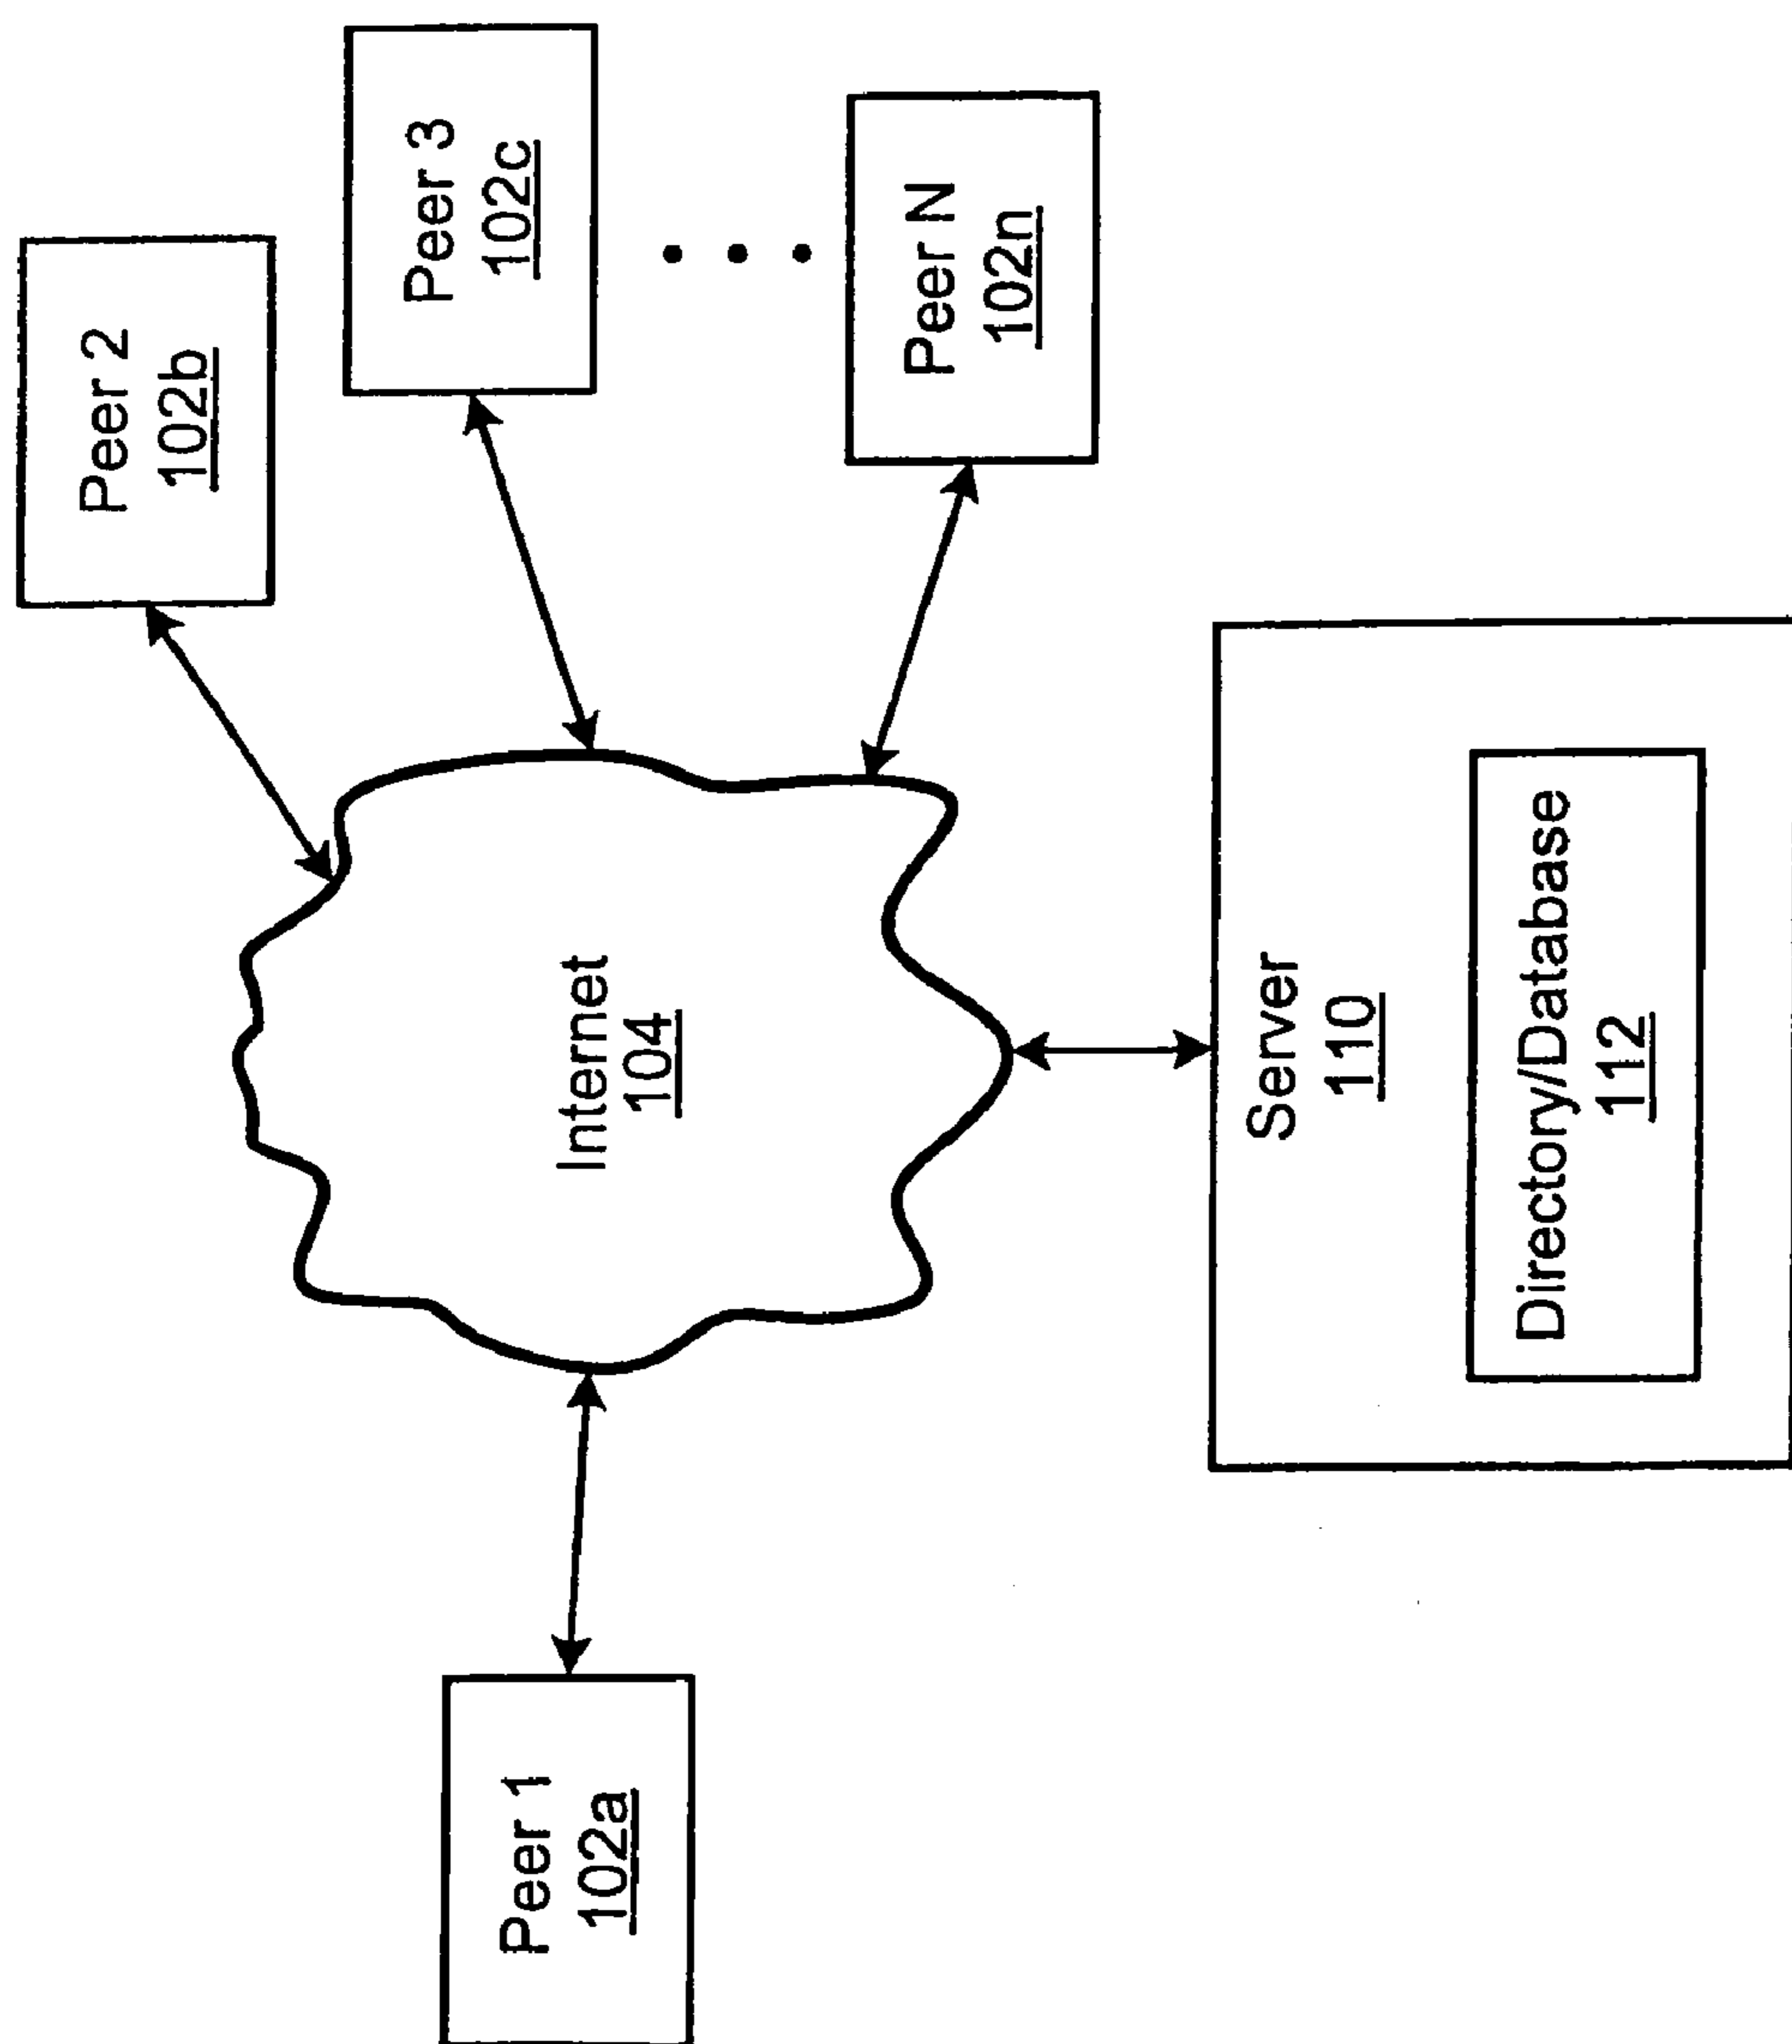 Peer 1
102a
Internet
104
Peer 2
102b
Peer 3
102c
Peer N
102n
Server
110
Directory/Database
112